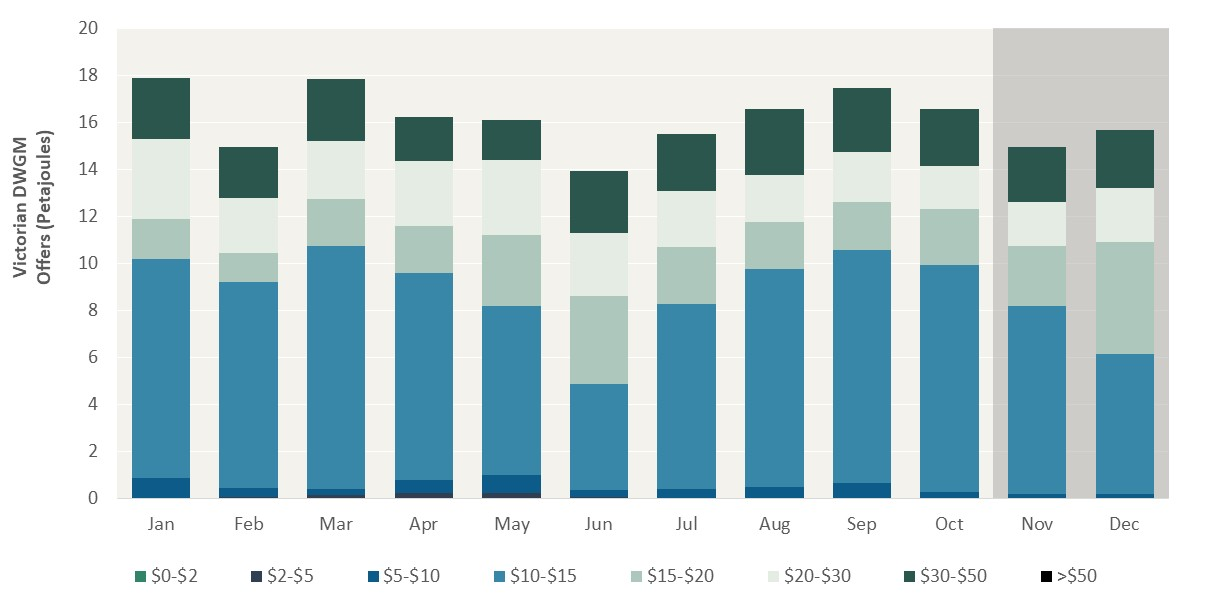 Victorian DWGM
Offers (Petajoules)
20
18
16
14
12
10
8
6
4
2
0
Jan Feb Mar Apr May Jun Jul Aug Sep Oct Nov Dec
$0-$2 $2-$5 $5-$10 $10-$15 $15-$20 $20-$30 $30-$50 >$50